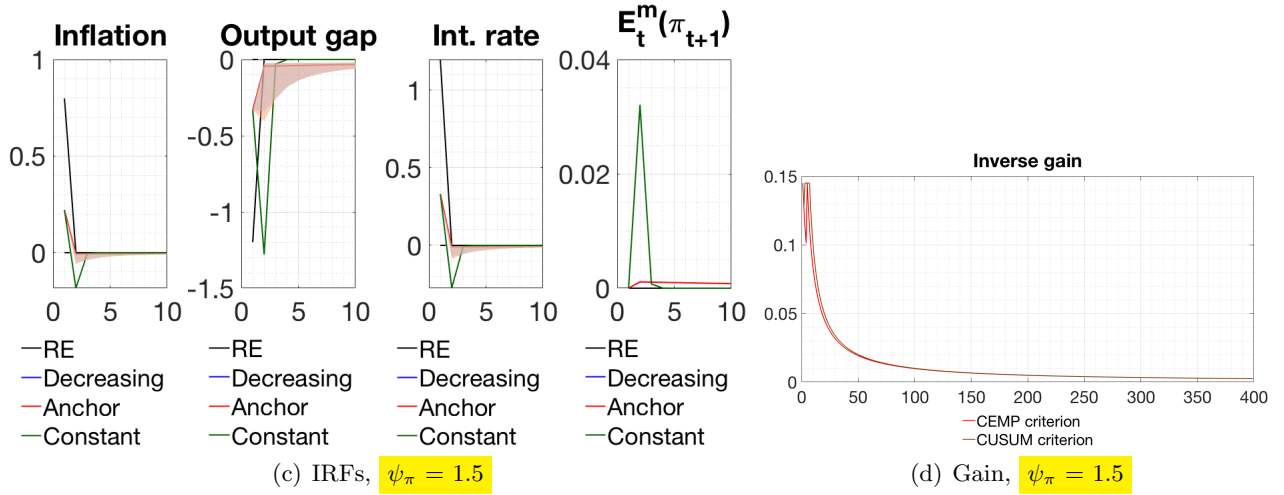 Inflation
1
0.5
0
0 5 10
RE
Decreasing
Anchor
Constant
Output gap
0
-0.5
-1
-1.5
0 5 10
RE
Decreasing
Anchor
Constant
Int. rate
1
0.5
0
0 5 10
RE
Decreasing
Anchor
Constant
E_t^m(π_{t+1})
0.04
0.02
0
0 5 10
RE
Decreasing
Anchor
Constant
(c) IRFs, ψ_π = 1.5
Inverse gain
0.15
0.1
0.05
0
0 50 100 150 200 250 300 350 400
CEMP criterion
CUSUM criterion
(d) Gain, ψ_π = 1.5